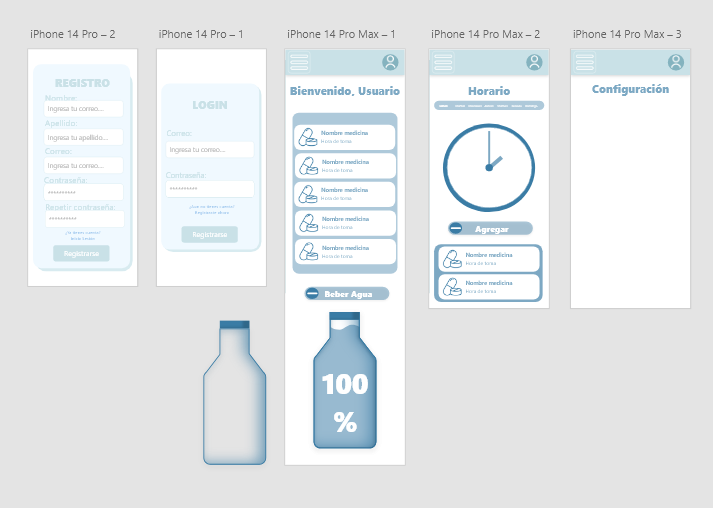 iPhone 14 Pro – 2
REGISTRO
Nombre:
Ingresa tu correo...
Apellido:
Ingresa tu apellido...
Correo:
Ingresa tu correo...
Contraseña:
**********
Repetir contraseña:
**********
¿Ya tienes cuenta?
Registrarse
iPhone 14 Pro – 1
LOGIN
Correo:
Ingresa tu correo...
Contraseña
**********
¿Aún no tienes cuenta?
Registrarse ahora
Registrarse
iPhone 14 Pro Max – 1
Bienvenido, Usuario
Nombre medicina
Hora de toma
Nombre medicina
Hora de toma
Nombre medicina
Hora de toma
Nombre medicina
Hora de toma
Nombre medicina
Hora de toma
Beber Agua
100
%
iPhone 14 Pro Max – 2
Horario
Agregar
Nombre medicina
Hora de toma
Nombre medicina
Hora de toma
iPhone 14 Pro Max – 3
Configuración